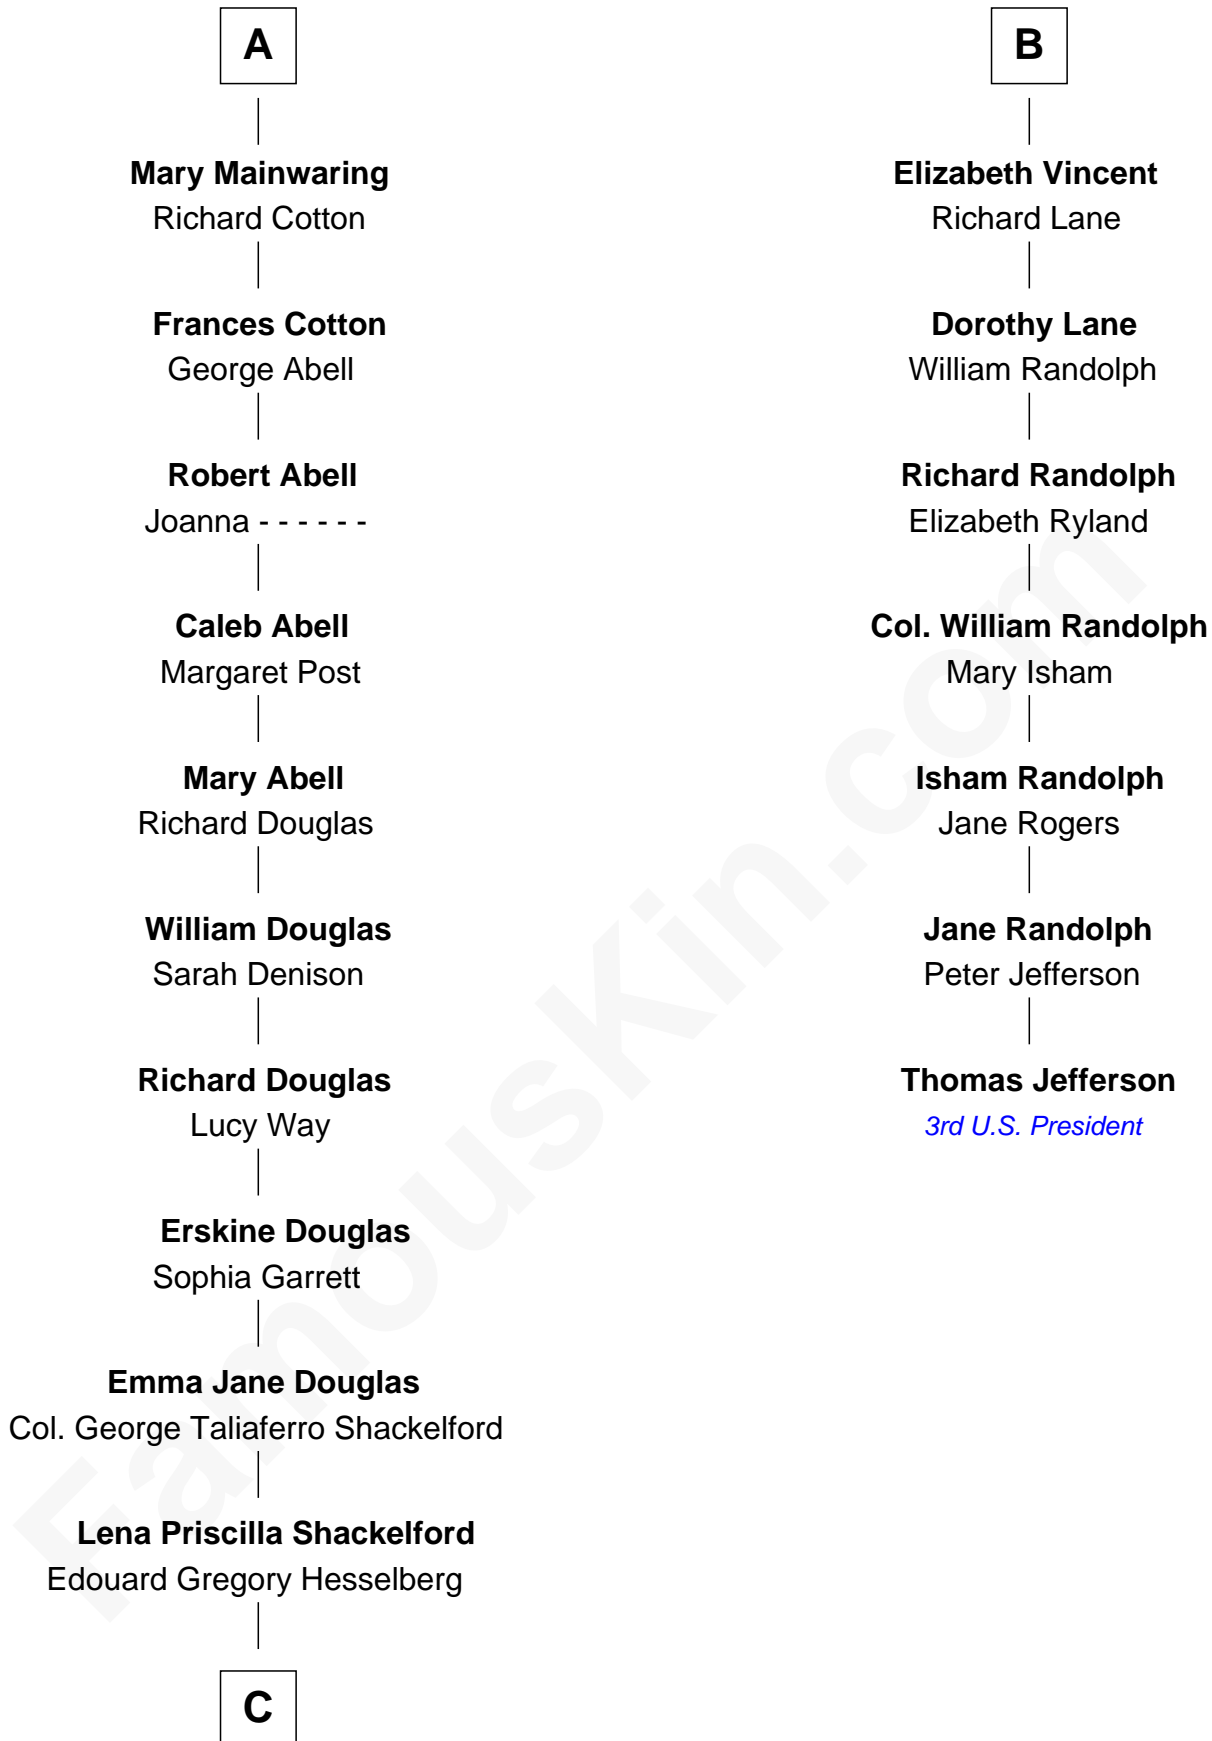 A
Mary Mainwaring
Richard Cotton
Frances Cotton
George Abell
Robert Abell
Joanna - - - - - -
Caleb Abell
Margaret Post
Mary Abell
Richard Douglas
William Douglas
Sarah Denison
Richard Douglas
Lucy Way
Erskine Douglas
Sophia Garrett
Emma Jane Douglas
Col. George Taliaferro Shackelford
Lena Priscilla Shackelford
Edouard Gregory Hesselberg
C
B
Elizabeth Vincent
Richard Lane
Dorothy Lane
William Randolph
Richard Randolph
Elizabeth Ryland
Col. William Randolph
Mary Isham
Isham Randolph
Jane Rogers
Jane Randolph
Peter Jefferson
Thomas Jefferson
3rd U.S. President
FamousKin.com